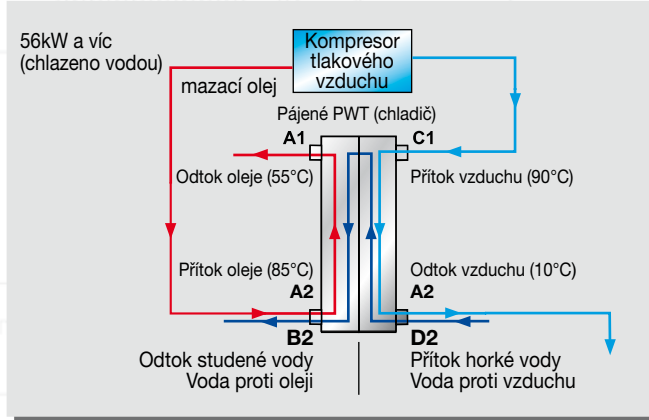 56kW a víc
(chlazeno vodou)
Kompresor
tlakového
vzduchu
mazací olej
Pájené PWT (chladič)
A1
C1
Odtok oleje (55°C)
Přítok vzduchu (90°C)
Přítok oleje (85°C)
Odtok vzduchu (10°C)
A2
A2
B2
D2
Odtok studené vody
Voda proti oleji
Přítok horké vody
Voda proti vzduchu